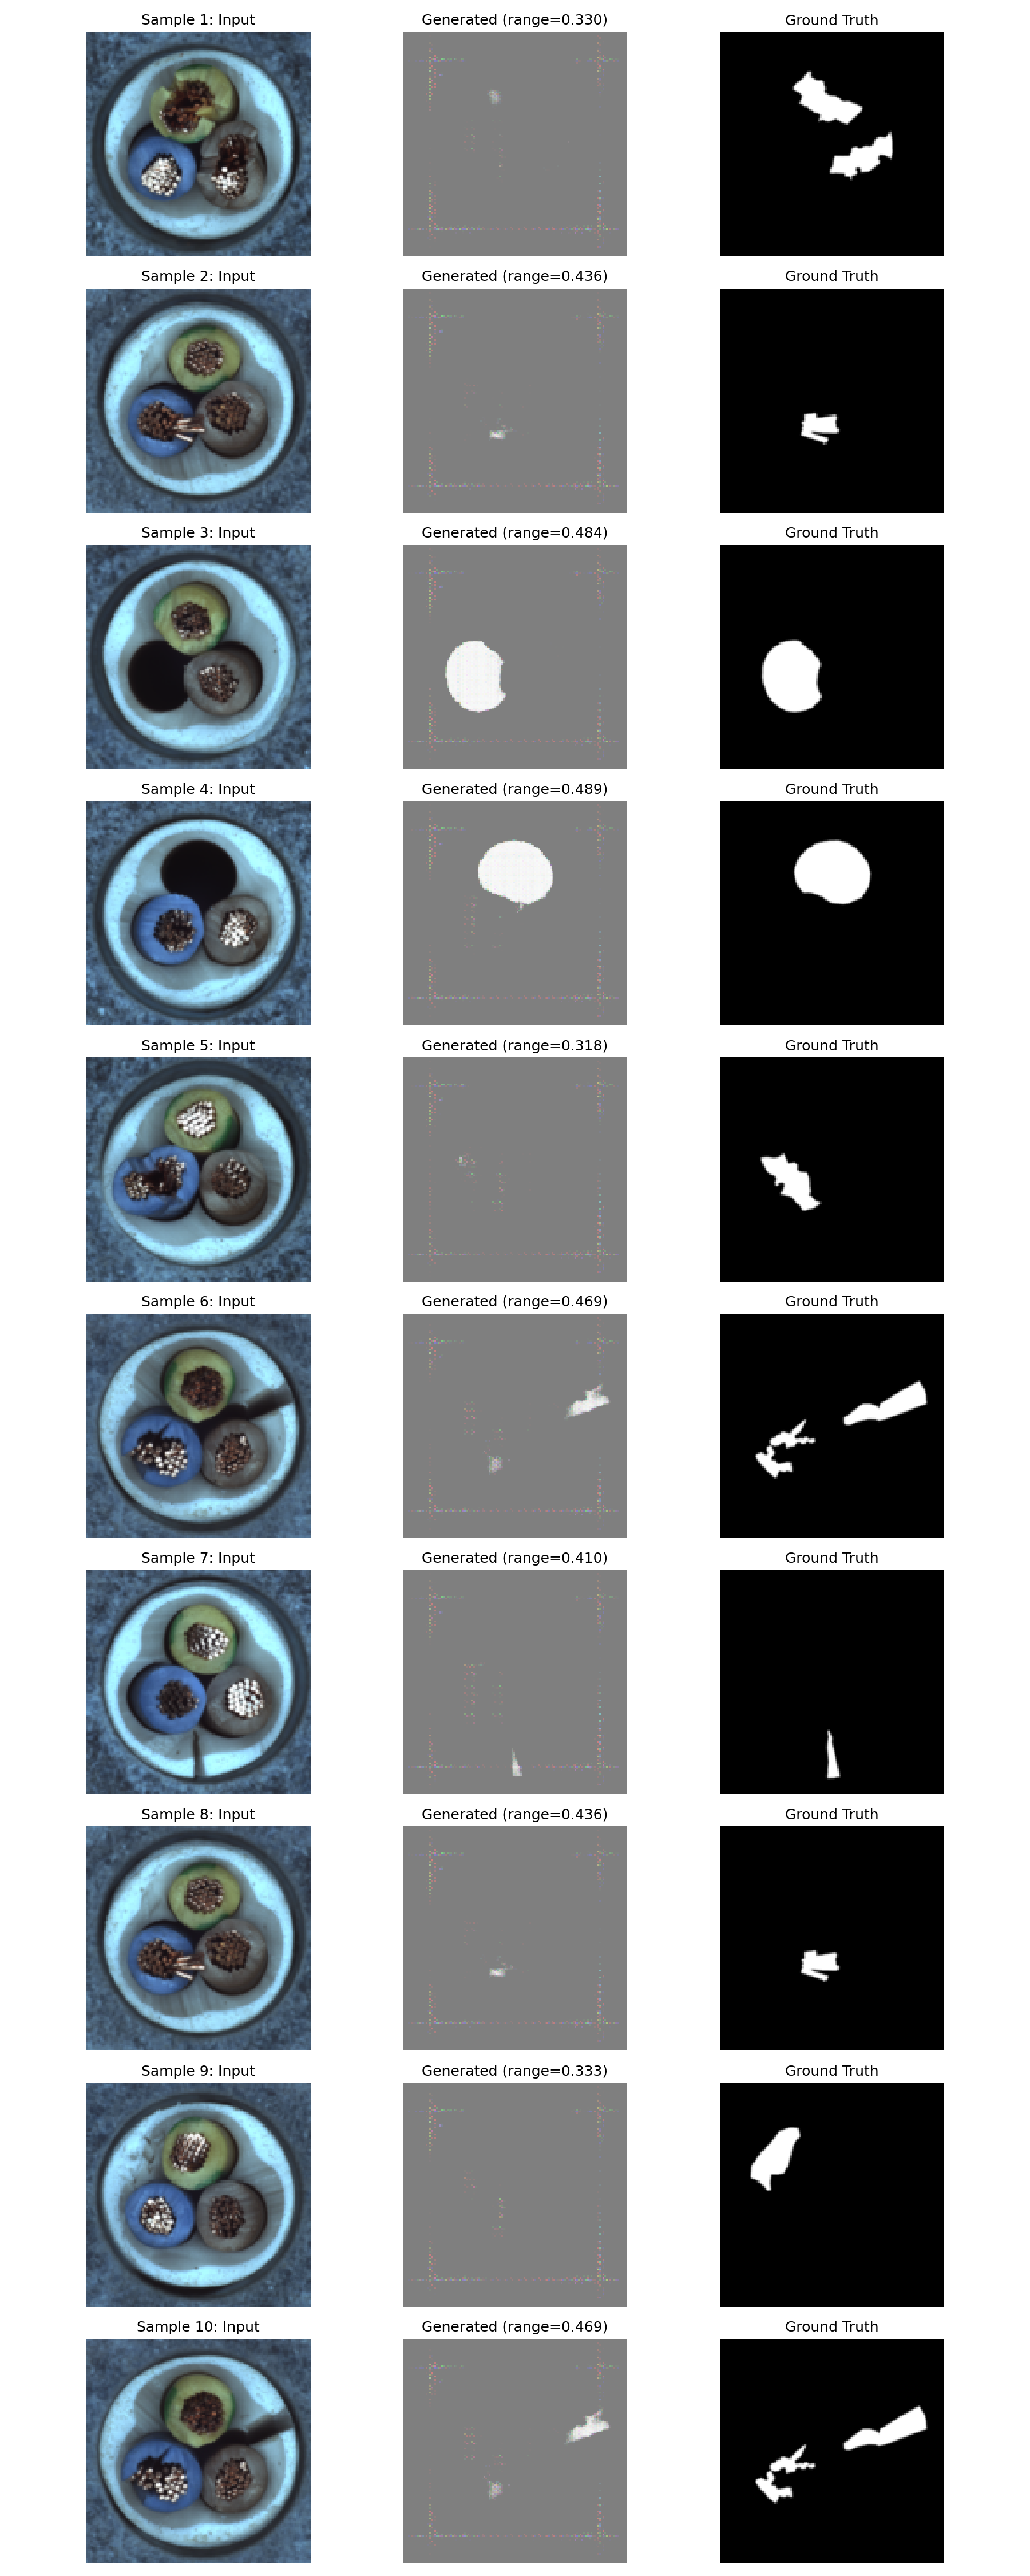 Sample 1: Input
Generated (range=0.330)
Ground Truth
Sample 2: Input
Generated (range=0.436)
Ground Truth
Sample 3: Input
Generated (range=0.484)
Ground Truth
Sample 4: Input
Generated (range=0.489)
Ground Truth
Sample 5: Input
Generated (range=0.318)
Ground Truth
Sample 6: Input
Generated (range=0.469)
Ground Truth
Sample 7: Input
Generated (range=0.410)
Ground Truth
Sample 8: Input
Generated (range=0.436)
Ground Truth
Sample 9: Input
Generated (range=0.333)
Ground Truth
Sample 10: Input
Generated (range=0.469)
Ground Truth